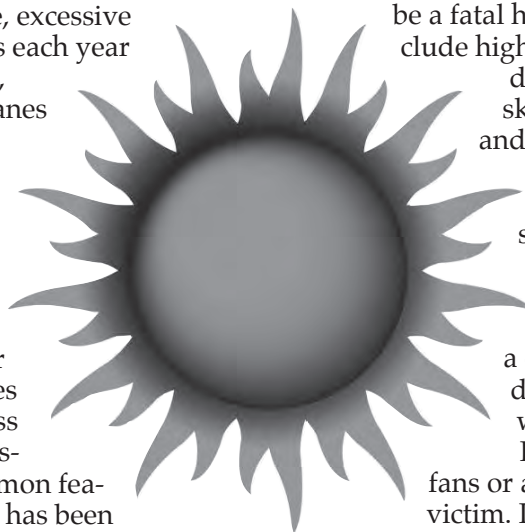 e, excessive
s each year
,
anes
r
es
ss
s-
mon fea-
has been
be a fatal h
clude high
d
sk
and
s
a
d
w
I
fans or a
victim. I